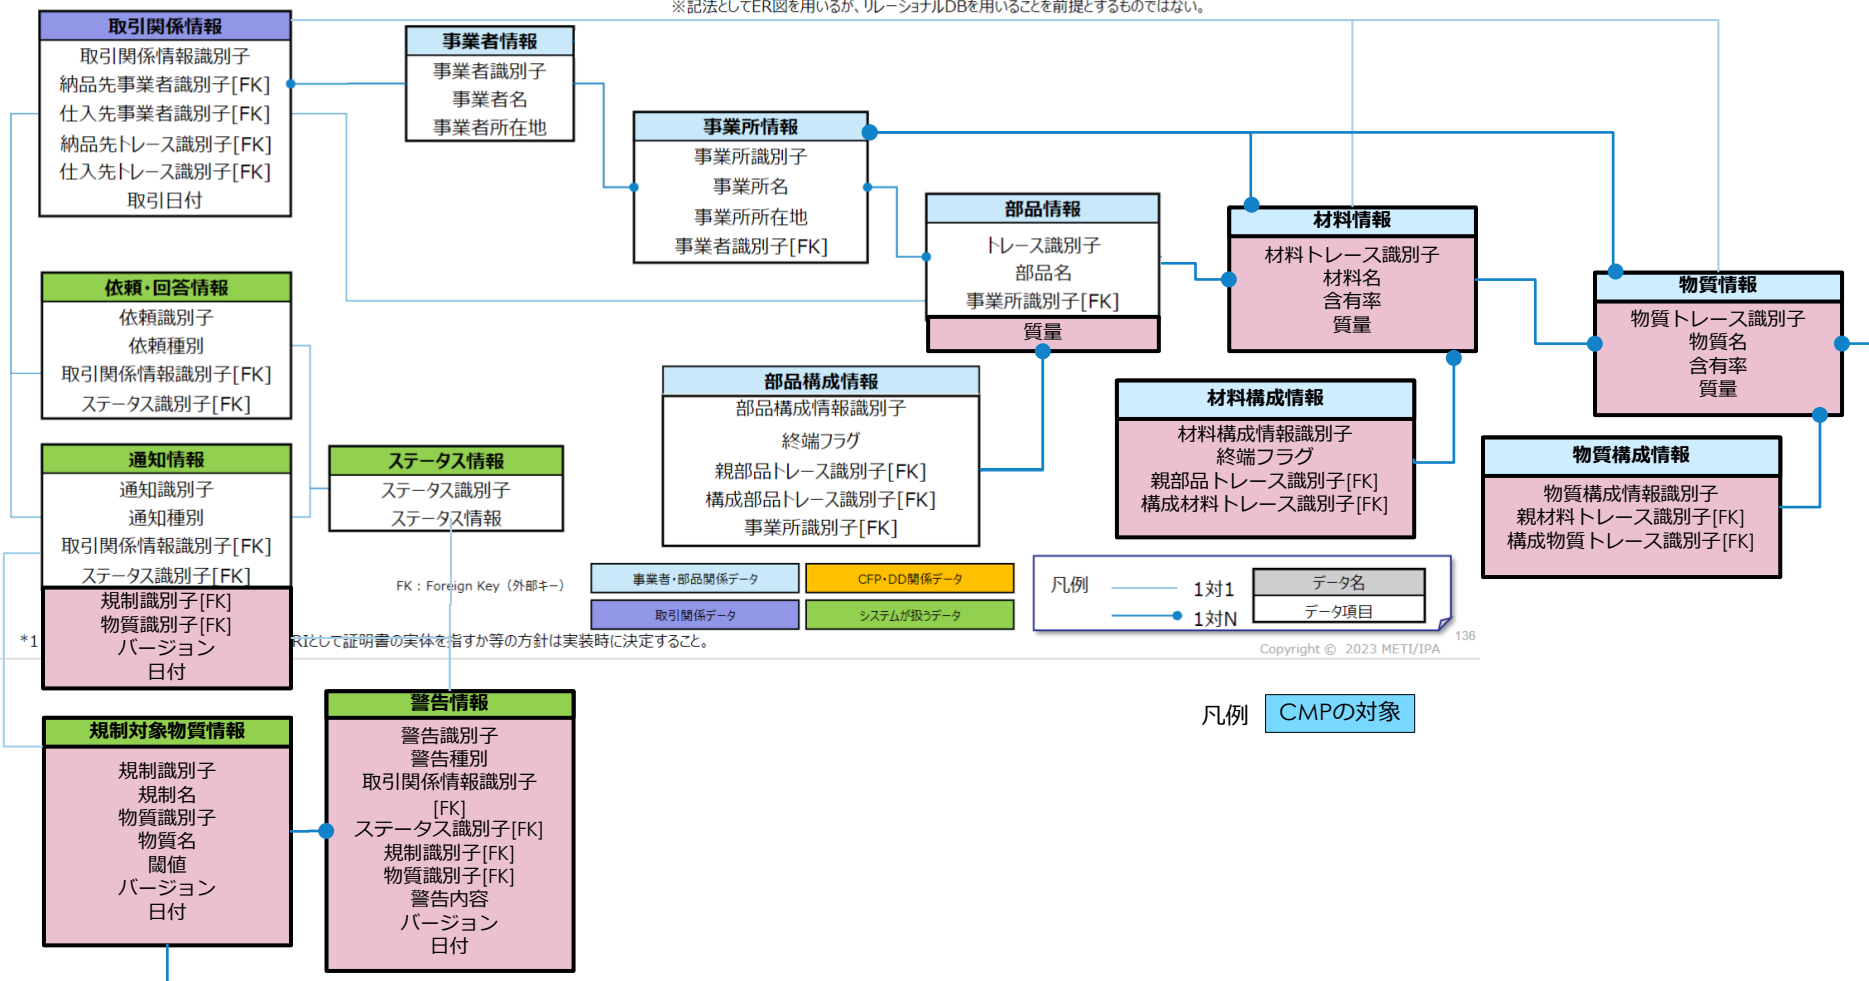 ※記法としてER図を用いるが、リレーショナルDBを用いることを前提とするものではない。
取引関係情報
取引関係情報識別子
納品先事業者識別子[FK]
仕入先事業者識別子[FK]
納品先トレース識別子[FK]
仕入先トレース識別子[FK]
取引日付
事業者情報
事業者識別子
事業者名
事業者所在地
事業所情報
事業所識別子
事業所名
事業所所在地
事業者識別子[FK]
部品情報
トレース識別子
部品名
事業所識別子[FK]
質量
材料情報
材料トレース識別子
材料名
含有率
質量
物質情報
物質トレース識別子
物質名
含有率
質量
依頼・回答情報
依頼識別子
依頼種別
取引関係情報識別子[FK]
ステータス識別子[FK]
部品構成情報
部品構成情報識別子
終端フラグ
親部品トレース識別子[FK]
構成部品トレース識別子[FK]
事業所識別子[FK]
材料構成情報
材料構成情報識別子
終端フラグ
親部品トレース識別子[FK]
構成材料トレース識別子[FK]
物質構成情報
物質構成情報識別子
親材料トレース識別子[FK]
構成物質トレース識別子[FK]
通知情報
通知識別子
通知種別
取引関係情報識別子[FK]
ステータス識別子[FK]
規制識別子[FK]
物質識別子[FK]
バージョン
日付
ステータス情報
ステータス識別子
ステータス情報
FK：Foreign Key（外部キー）
事業者・部品関係データ
CFP・DD関係データ
取引関係データ
システムが扱うデータ
凡例
1対1
1対N
データ名
データ項目
*1
RIとして証明書の実体を指すか等の方針は実装時に決定すること。
136
Copyright © 2023 METI/IPA
凡例
CMPの対象
規制対象物質情報
規制識別子
規制名
物質識別子
物質名
閾値
バージョン
日付
警告情報
警告識別子
警告種別
取引関係情報識別子
[FK]
ステータス識別子[FK]
規制識別子[FK]
物質識別子[FK]
警告内容
バージョン
日付